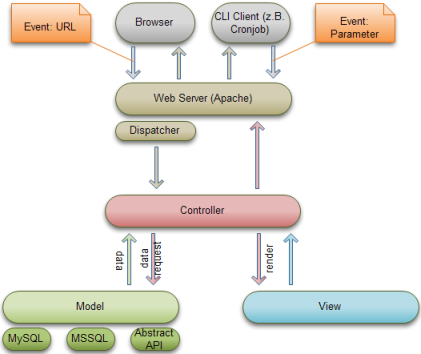 Event: URL
Browser
CLI Client (z.B.
Cronjob)
Event:
Parameter
Web Server (Apache)
Dispatcher
Controller
data
data
request
render
Model
View
MySQL
MSSQL
Abstract
API